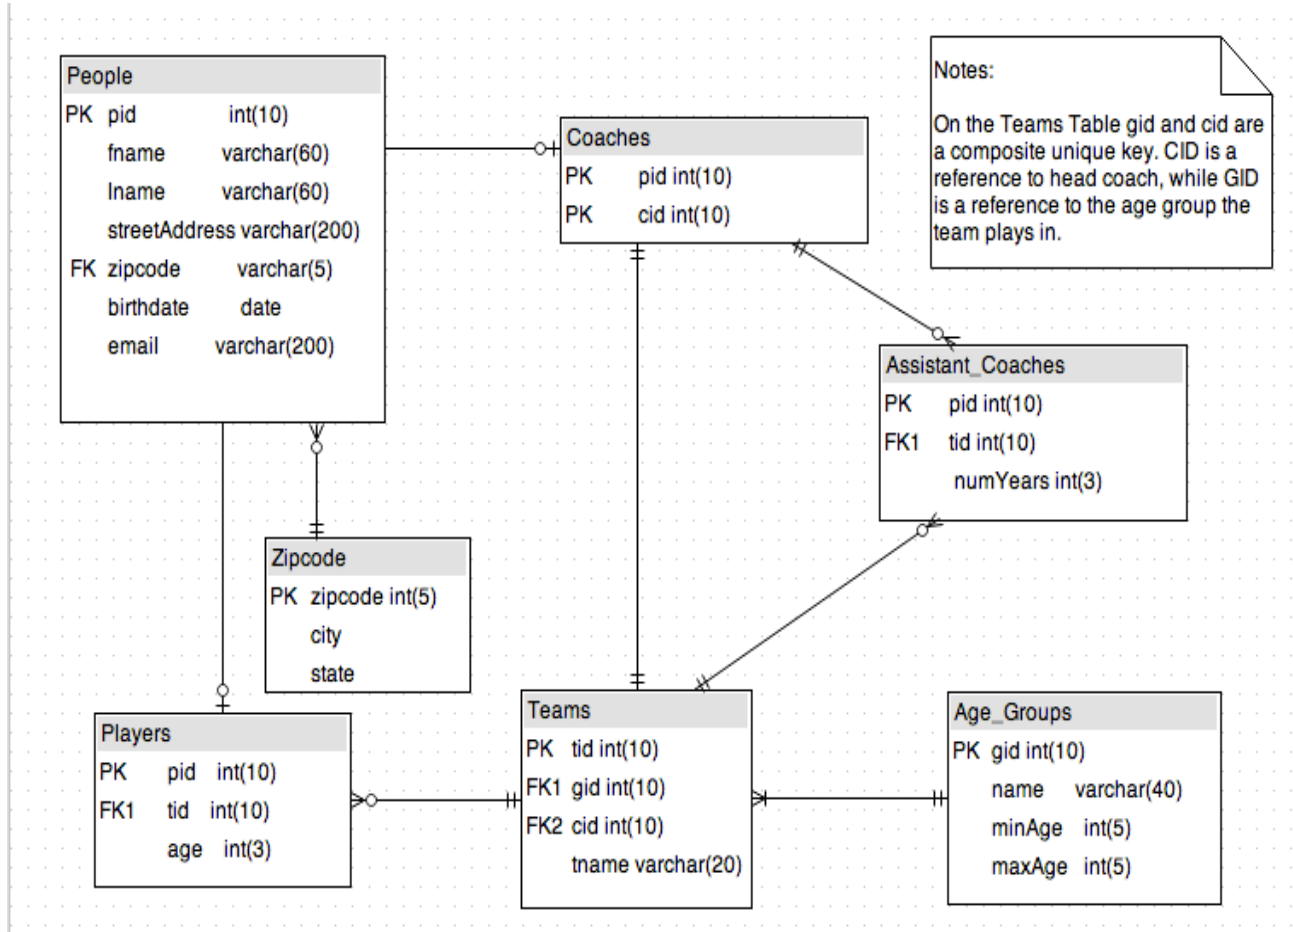 People
PK pid int(10)
fname varchar(60)
lname varchar(60)
streetAddress varchar(200)
FK zipcode varchar(5)
birthdate date
email varchar(200)
Coaches
PK pid int(10)
PK cid int(10)
Notes:
On the Teams Table gid and cid are
a composite unique key. CID is a
reference to head coach, while GID
is a reference to the age group the
team plays in.
Assistant_Coaches
PK pid int(10)
FK1 tid int(10)
numYears int(3)
Zipcode
PK zipcode int(5)
city
state
Players
PK pid int(10)
FK1 tid int(10)
age int(3)
Teams
PK tid int(10)
FK1 gid int(10)
FK2 cid int(10)
tname varchar(20)
Age_Groups
PK gid int(10)
name varchar(40)
minAge int(5)
maxAge int(5)